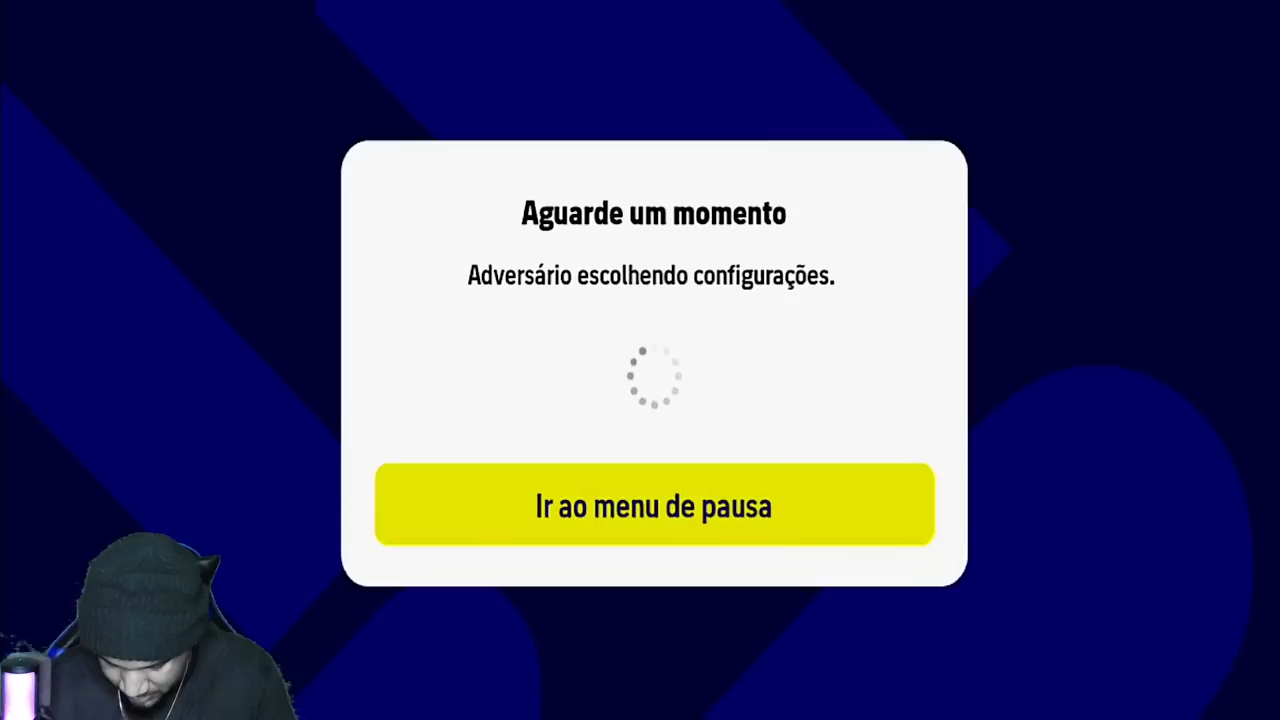 Aguarde um momento
Adversário escolhendo configurações.
Ir ao menu de pausa